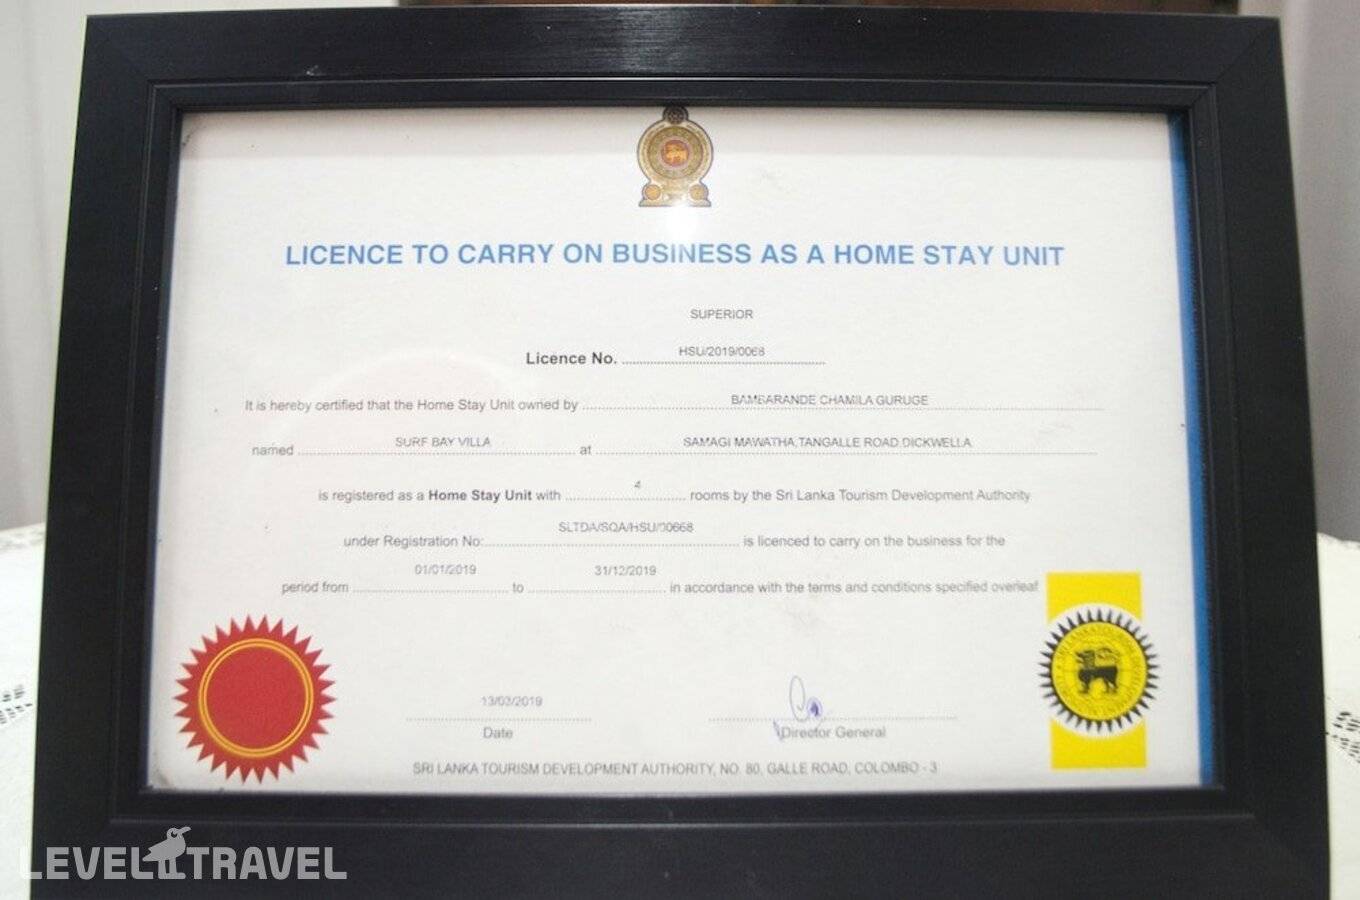 LICENCE TO CARRY ON BUSINESS AS A HOME STAY UNIT
SUPERIOR
Licence No. HSU/2019/0068
It is hereby certified that the Home Stay Unit owned by BAMBARANDE CHAMILA GURUGE
named SURF BAY VILLA at SAMAGI MAWATHA,TANGALLE ROAD,DICKWELLA.
is registered as a Home Stay Unit with 4 rooms by the Sri Lanka Tourism Development Authority
under Registration No: SLTDA/SQA/HSU/00668 is licenced to carry on the business for the
period from 01/01/2019 to 31/12/2019 in accordance with the terms and conditions specified overleaf
13/03/2019
Date Director General
SRI LANKA TOURISM DEVELOPMENT AUTHORITY, NO. 80, GALLE ROAD, COLOMBO - 3
SRI LANKA TOURISM DEVELOPMENT AUTHORITY
LEVEL TRAVEL